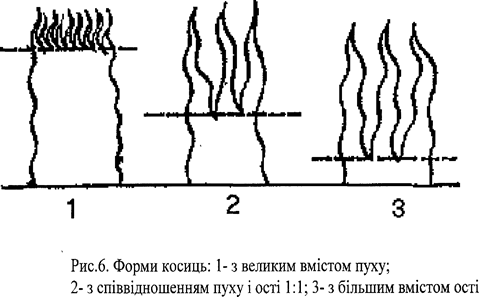 1 2 3
Рис.6. Форми косиць: 1- з великим вмістом пуху;
2- з співвідношенням пуху і ості 1:1; 3- з більшим вмістом ості